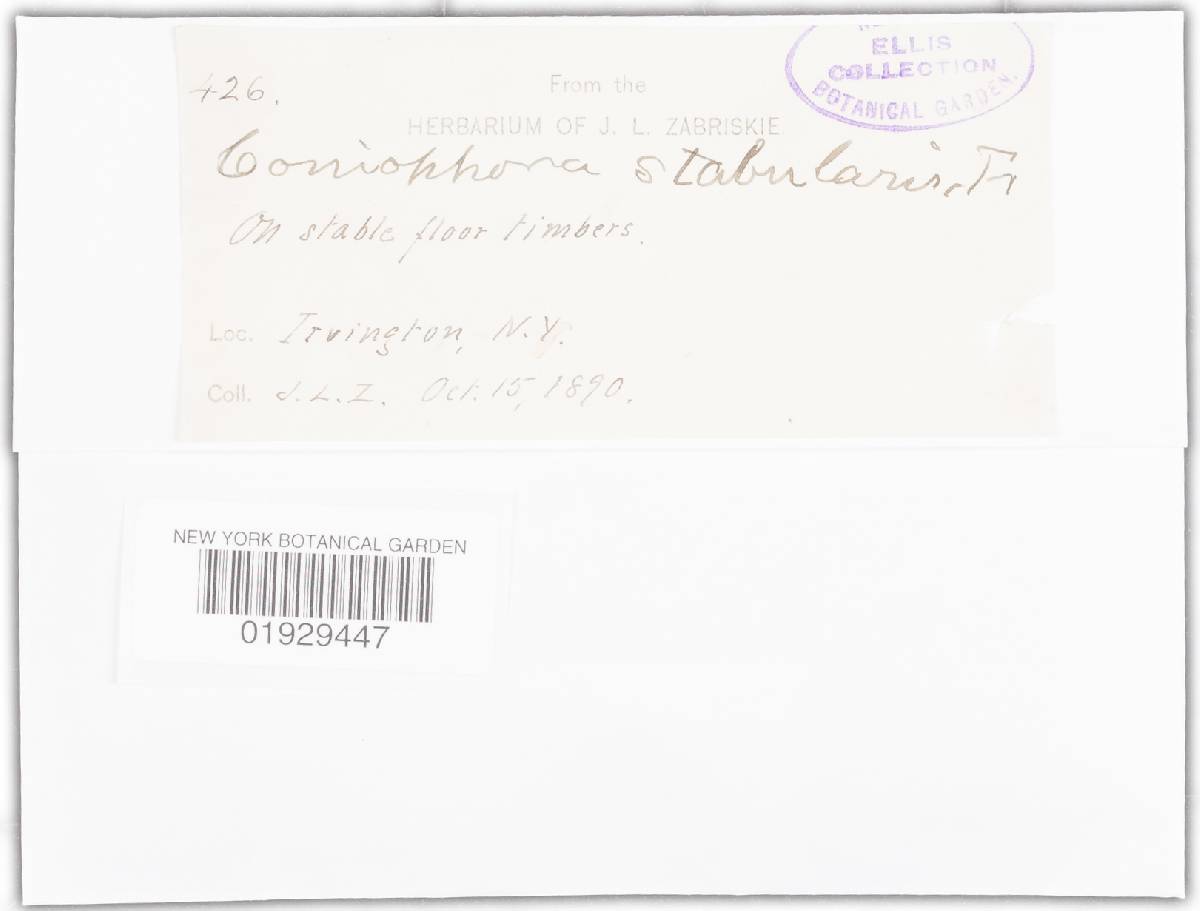 ELLIS
COLLECTION
BOTANICAL GARDEN.
426.
From the
HERBARIUM OF J. L. ZABRISKIE
Coniophora stabularis, Fr
On stable floor timbers.
Loc. Irvington, N.Y.
Coll. J.L.Z. Oct. 15, 1890.
NEW YORK BOTANICAL GARDEN
01929447